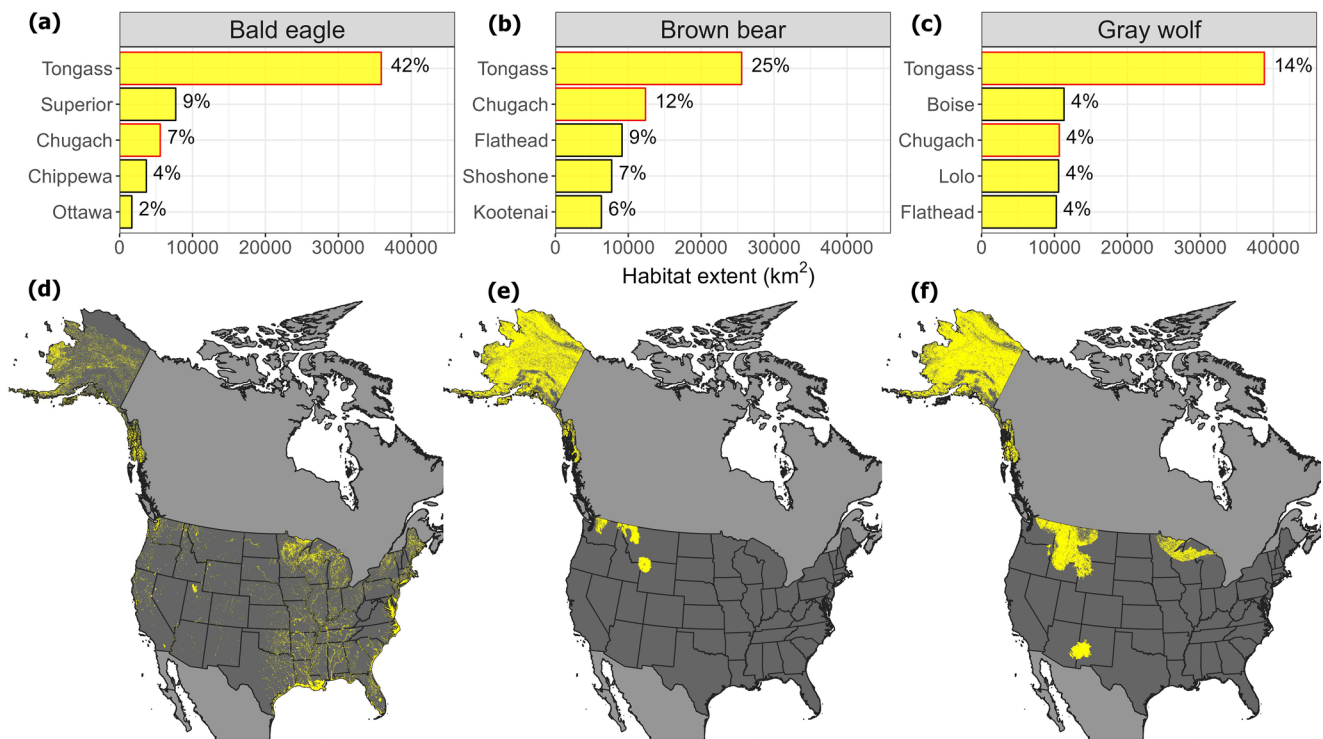 (a)
Bald eagle
Tongass
42%
Superior
9%
Chugach
7%
Chippewa
4%
Ottawa
2%
0 10000 20000 30000 40000
(b)
Brown bear
Tongass
25%
Chugach
12%
Flathead
9%
Shoshone
7%
Kootenai
6%
0 10000 20000 30000 40000
Habitat extent (km²)
(c)
Gray wolf
Tongass
14%
Boise
4%
Chugach
4%
Lolo
4%
Flathead
4%
0 10000 20000 30000 40000
(d)
(e)
(f)